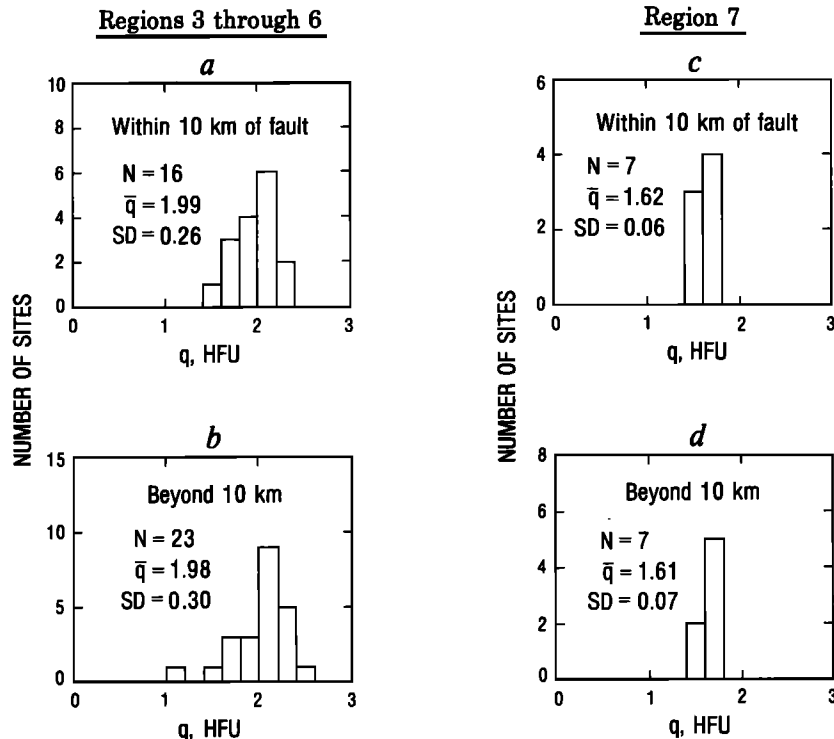 Regions 3 through 6
a
10
8
6
4
2
0
Within 10 km of fault
N = 16
q̅ = 1.99
SD = 0.26
0 1 2 3
q, HFU
NUMBER OF SITES
b
15
10
5
0
Beyond 10 km
N = 23
q̅ = 1.98
SD = 0.30
0 1 2 3
q, HFU
Region 7
c
6
4
2
0
Within 10 km of fault
N = 7
q̅ = 1.62
SD = 0.06
0 1 2 3
q, HFU
NUMBER OF SITES
d
8
6
4
2
0
Beyond 10 km
N = 7
q̅ = 1.61
SD = 0.07
0 1 2 3
q, HFU